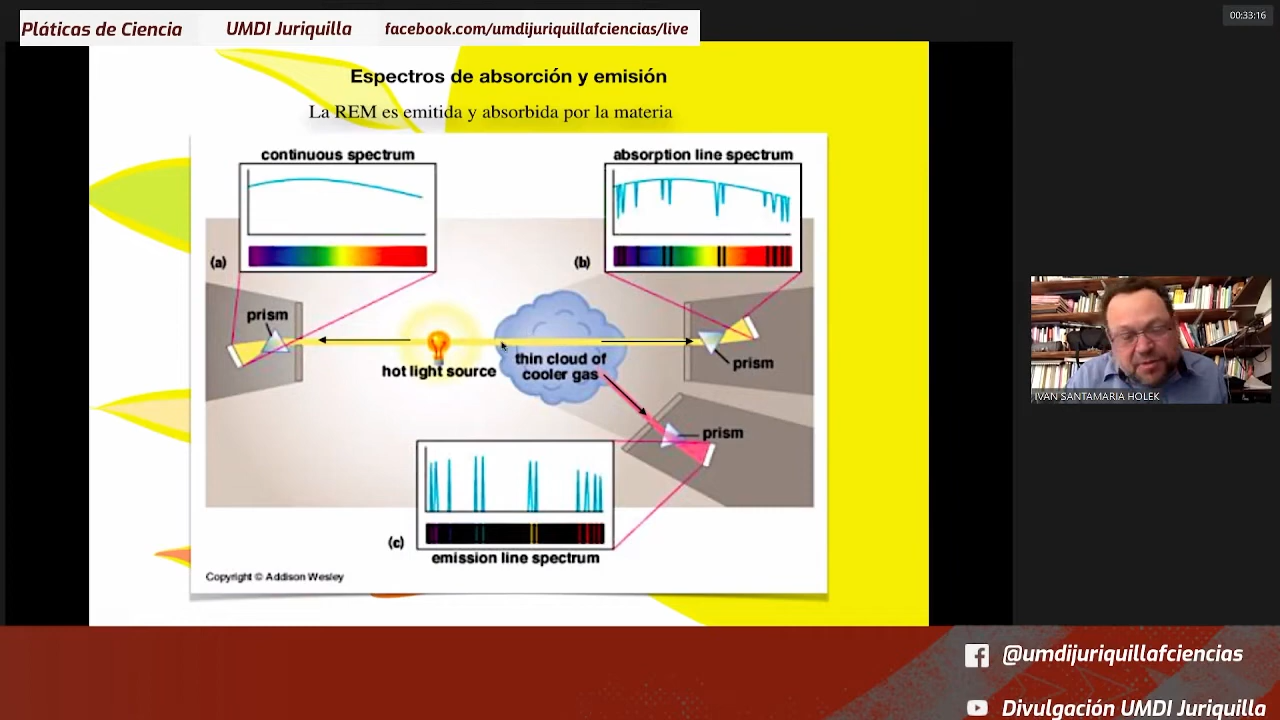 Pláticas de Ciencia UMDI Juriquilla facebook.com/umdijuriquillafciencias/live
00:33:16
Espectros de absorción y emisión
La REM es emitida y absorbida por la materia
continuous spectrum
absorption line spectrum
(a)
(b)
prism
hot light source
thin cloud of
cooler gas
prism
prism
(c)
emission line spectrum
Copyright © Addison Wesley
IVAN SANTAMARIA HOLEK
@umdijuriquillafciencias
Divulgación UMDI Juriquilla